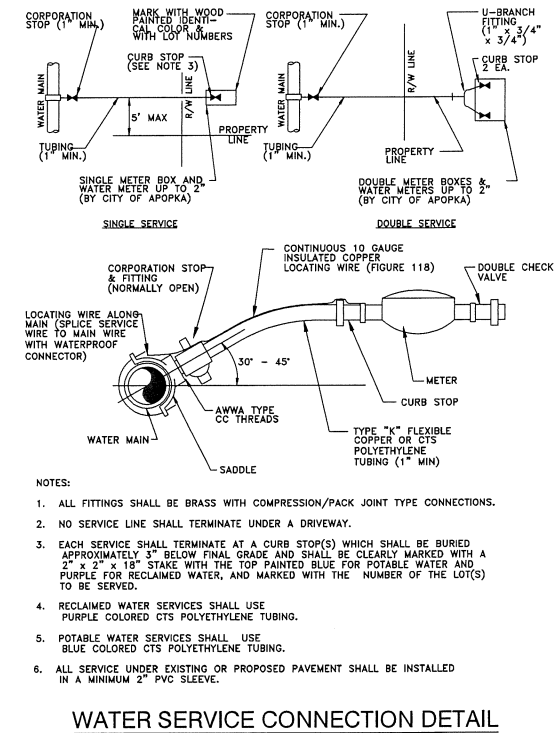 CORPORATION
STOP (1" MIN.)
MARK WITH WOOD
PAINTED IDENTI-
CAL COLOR &
WITH LOT NUMBERS
CURB STOP
(SEE NOTE 3)
WATER MAIN
R/W LINE
5' MAX
PROPERTY
LINE
TUBING
(1" MIN.)
SINGLE METER BOX AND
WATER METER UP TO 2"
(BY CITY OF APOPKA)
SINGLE SERVICE
CORPORATION
STOP (1" MIN.)
U-BRANCH
FITTING
(1" x 3/4"
x 3/4")
CURB STOP
2 EA.
WATER MAIN
R/W LINE
TUBING
(1" MIN.)
PROPERTY
LINE
DOUBLE METER BOXES &
WATER METERS UP TO 2"
(BY CITY OF APOPKA)
DOUBLE SERVICE
CONTINUOUS 10 GAUGE
INSULATED COPPER
LOCATING WIRE (FIGURE 118)
CORPORATION STOP
& FITTING
(NORMALLY OPEN)
DOUBLE CHECK
VALVE
LOCATING WIRE ALONG
MAIN (SPLICE SERVICE
WIRE TO MAIN WIRE
WITH WATERPROOF
CONNECTOR)
30° - 45°
METER
CURB STOP
AWWA TYPE
CC THREADS
TYPE "K" FLEXIBLE
COPPER OR CTS
POLYETHYLENE
TUBING (1" MIN)
WATER MAIN
SADDLE
NOTES:
1. ALL FITTINGS SHALL BE BRASS WITH COMPRESSION/PACK JOINT TYPE CONNECTIONS.
2. NO SERVICE LINE SHALL TERMINATE UNDER A DRIVEWAY.
3. EACH SERVICE SHALL TERMINATE AT A CURB STOP(S) WHICH SHALL BE BURIED
APPROXIMATELY 3" BELOW FINAL GRADE AND SHALL BE CLEARLY MARKED WITH A
2" x 2" x 18" STAKE WITH THE TOP PAINTED BLUE FOR POTABLE WATER AND
PURPLE FOR RECLAIMED WATER, AND MARKED WITH THE NUMBER OF THE LOT(S)
TO BE SERVED.
4. RECLAIMED WATER SERVICES SHALL USE
PURPLE COLORED CTS POLYETHYLENE TUBING.
5. POTABLE WATER SERVICES SHALL USE
BLUE COLORED CTS POLYETHYLENE TUBING.
6. ALL SERVICE UNDER EXISTING OR PROPOSED PAVEMENT SHALL BE INSTALLED
IN A MINIMUM 2" PVC SLEEVE.
WATER SERVICE CONNECTION DETAIL